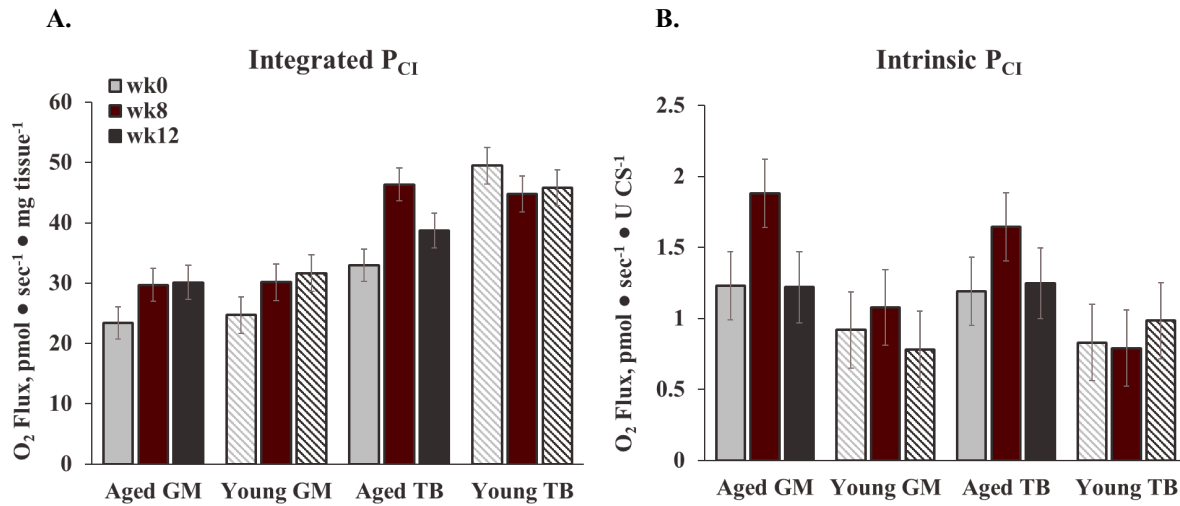 A.
Integrated P_CI
wk0
wk8
wk12
60
50
40
30
20
10
0
O₂ Flux, pmol ● sec⁻¹ ● mg tissue⁻¹
Aged GM Young GM Aged TB Young TB
B.
Intrinsic P_CI
2.5
2
1.5
1
0.5
0
O₂ Flux, pmol ● sec⁻¹ ● U CS⁻¹
Aged GM Young GM Aged TB Young TB